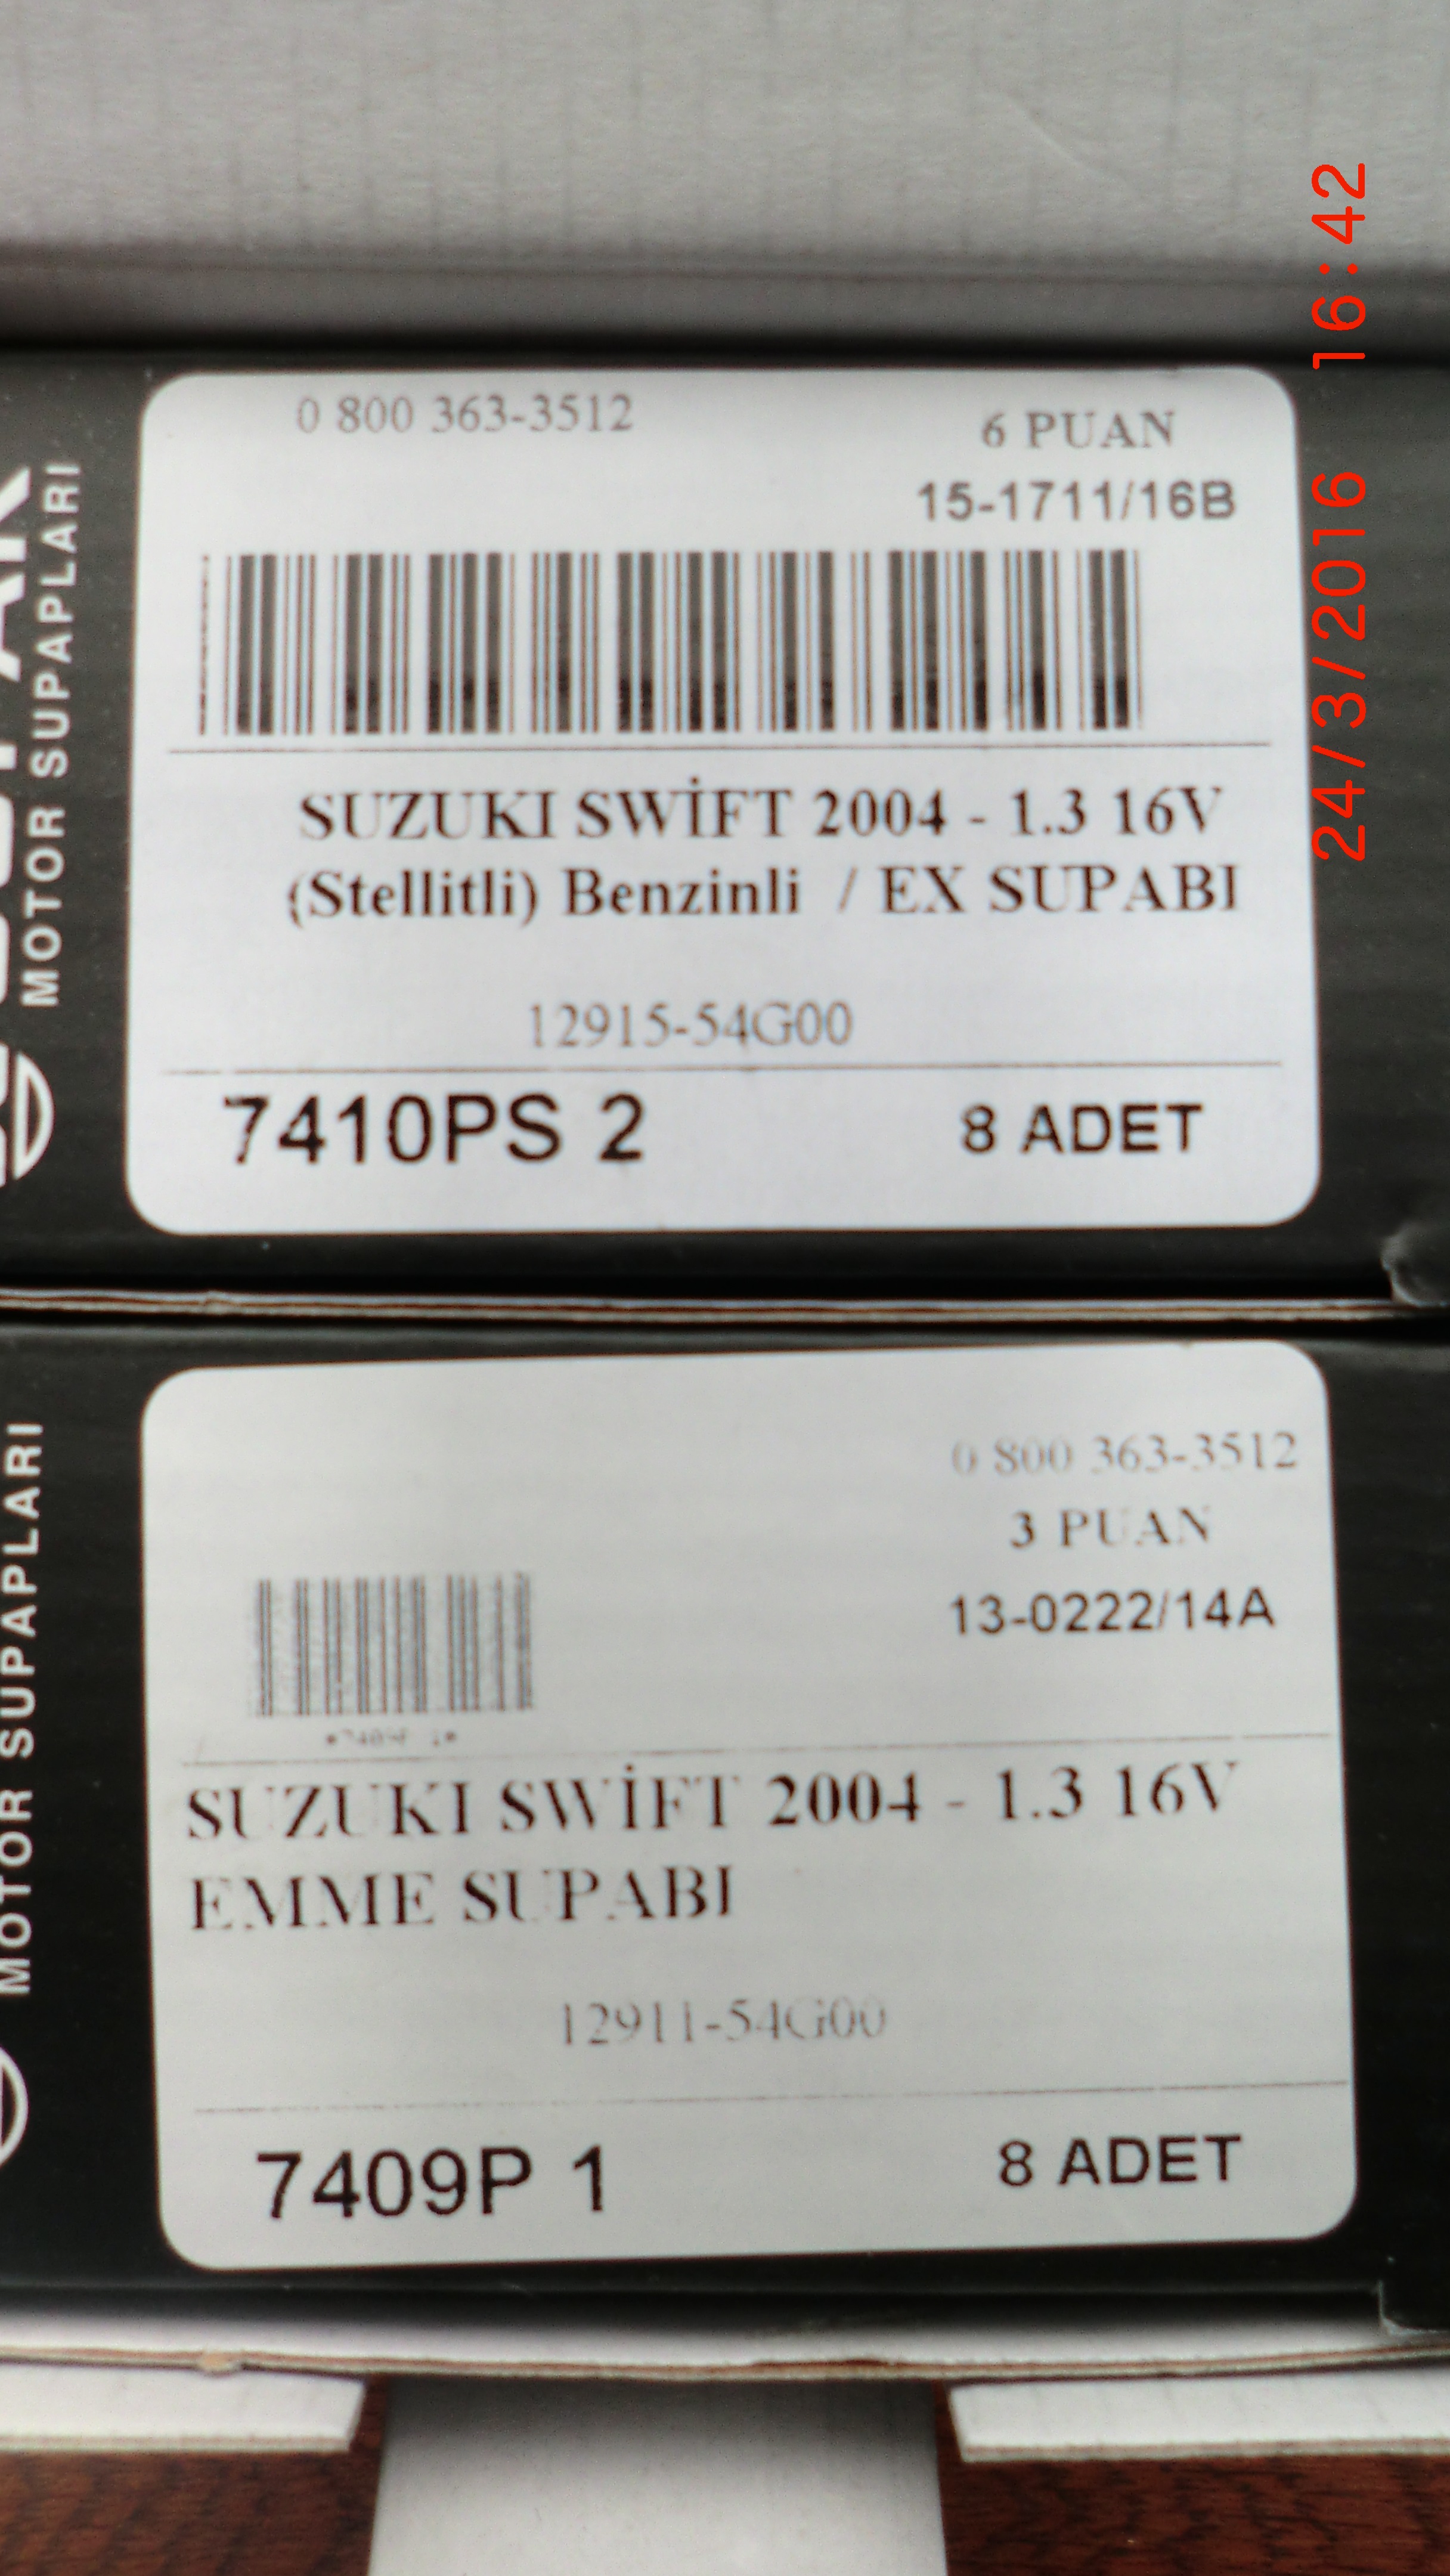 0 800 363-3512
6 PUAN
15-1711/16B
SUZUKI SWİFT 2004 - 1.3 16V
(Stellitli) Benzinli / EX SUPABI
12915-54G00
7410PS 2 8 ADET
MOTOR SUPAPLARI
24/3/2016 16:42
0 800 363-3512
3 PUAN
13-0222/14A
*7409P 1*
SUZUKI SWİFT 2004 - 1.3 16V
EMME SUPABI
12911-54G00
7409P 1 8 ADET
MOTOR SUPAPLARI